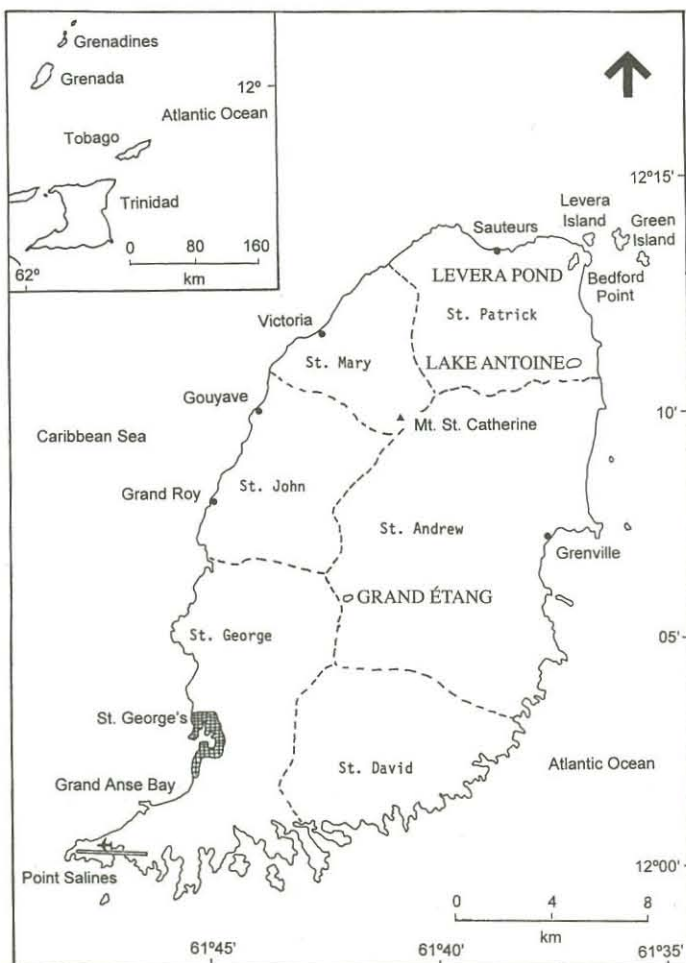 Grenadines
Grenada
12°
Atlantic Ocean
Tobago
Trinidad
0 80 160
km
62°
12°15'
Levera
Island
Green
Island
Sauteurs
LEVERA POND
Bedford
Point
St. Patrick
Victoria
St. Mary
LAKE ANTOINE
Gouyave
10'
Mt. St. Catherine
Caribbean Sea
St. John
Grand Roy
St. Andrew
Grenville
GRAND ÉTANG
St. George
05'
St. George's
St. David
Atlantic Ocean
Grand Anse Bay
Point Salines
12°00'
0 4 8
km
61°45' 61°40' 61°35'